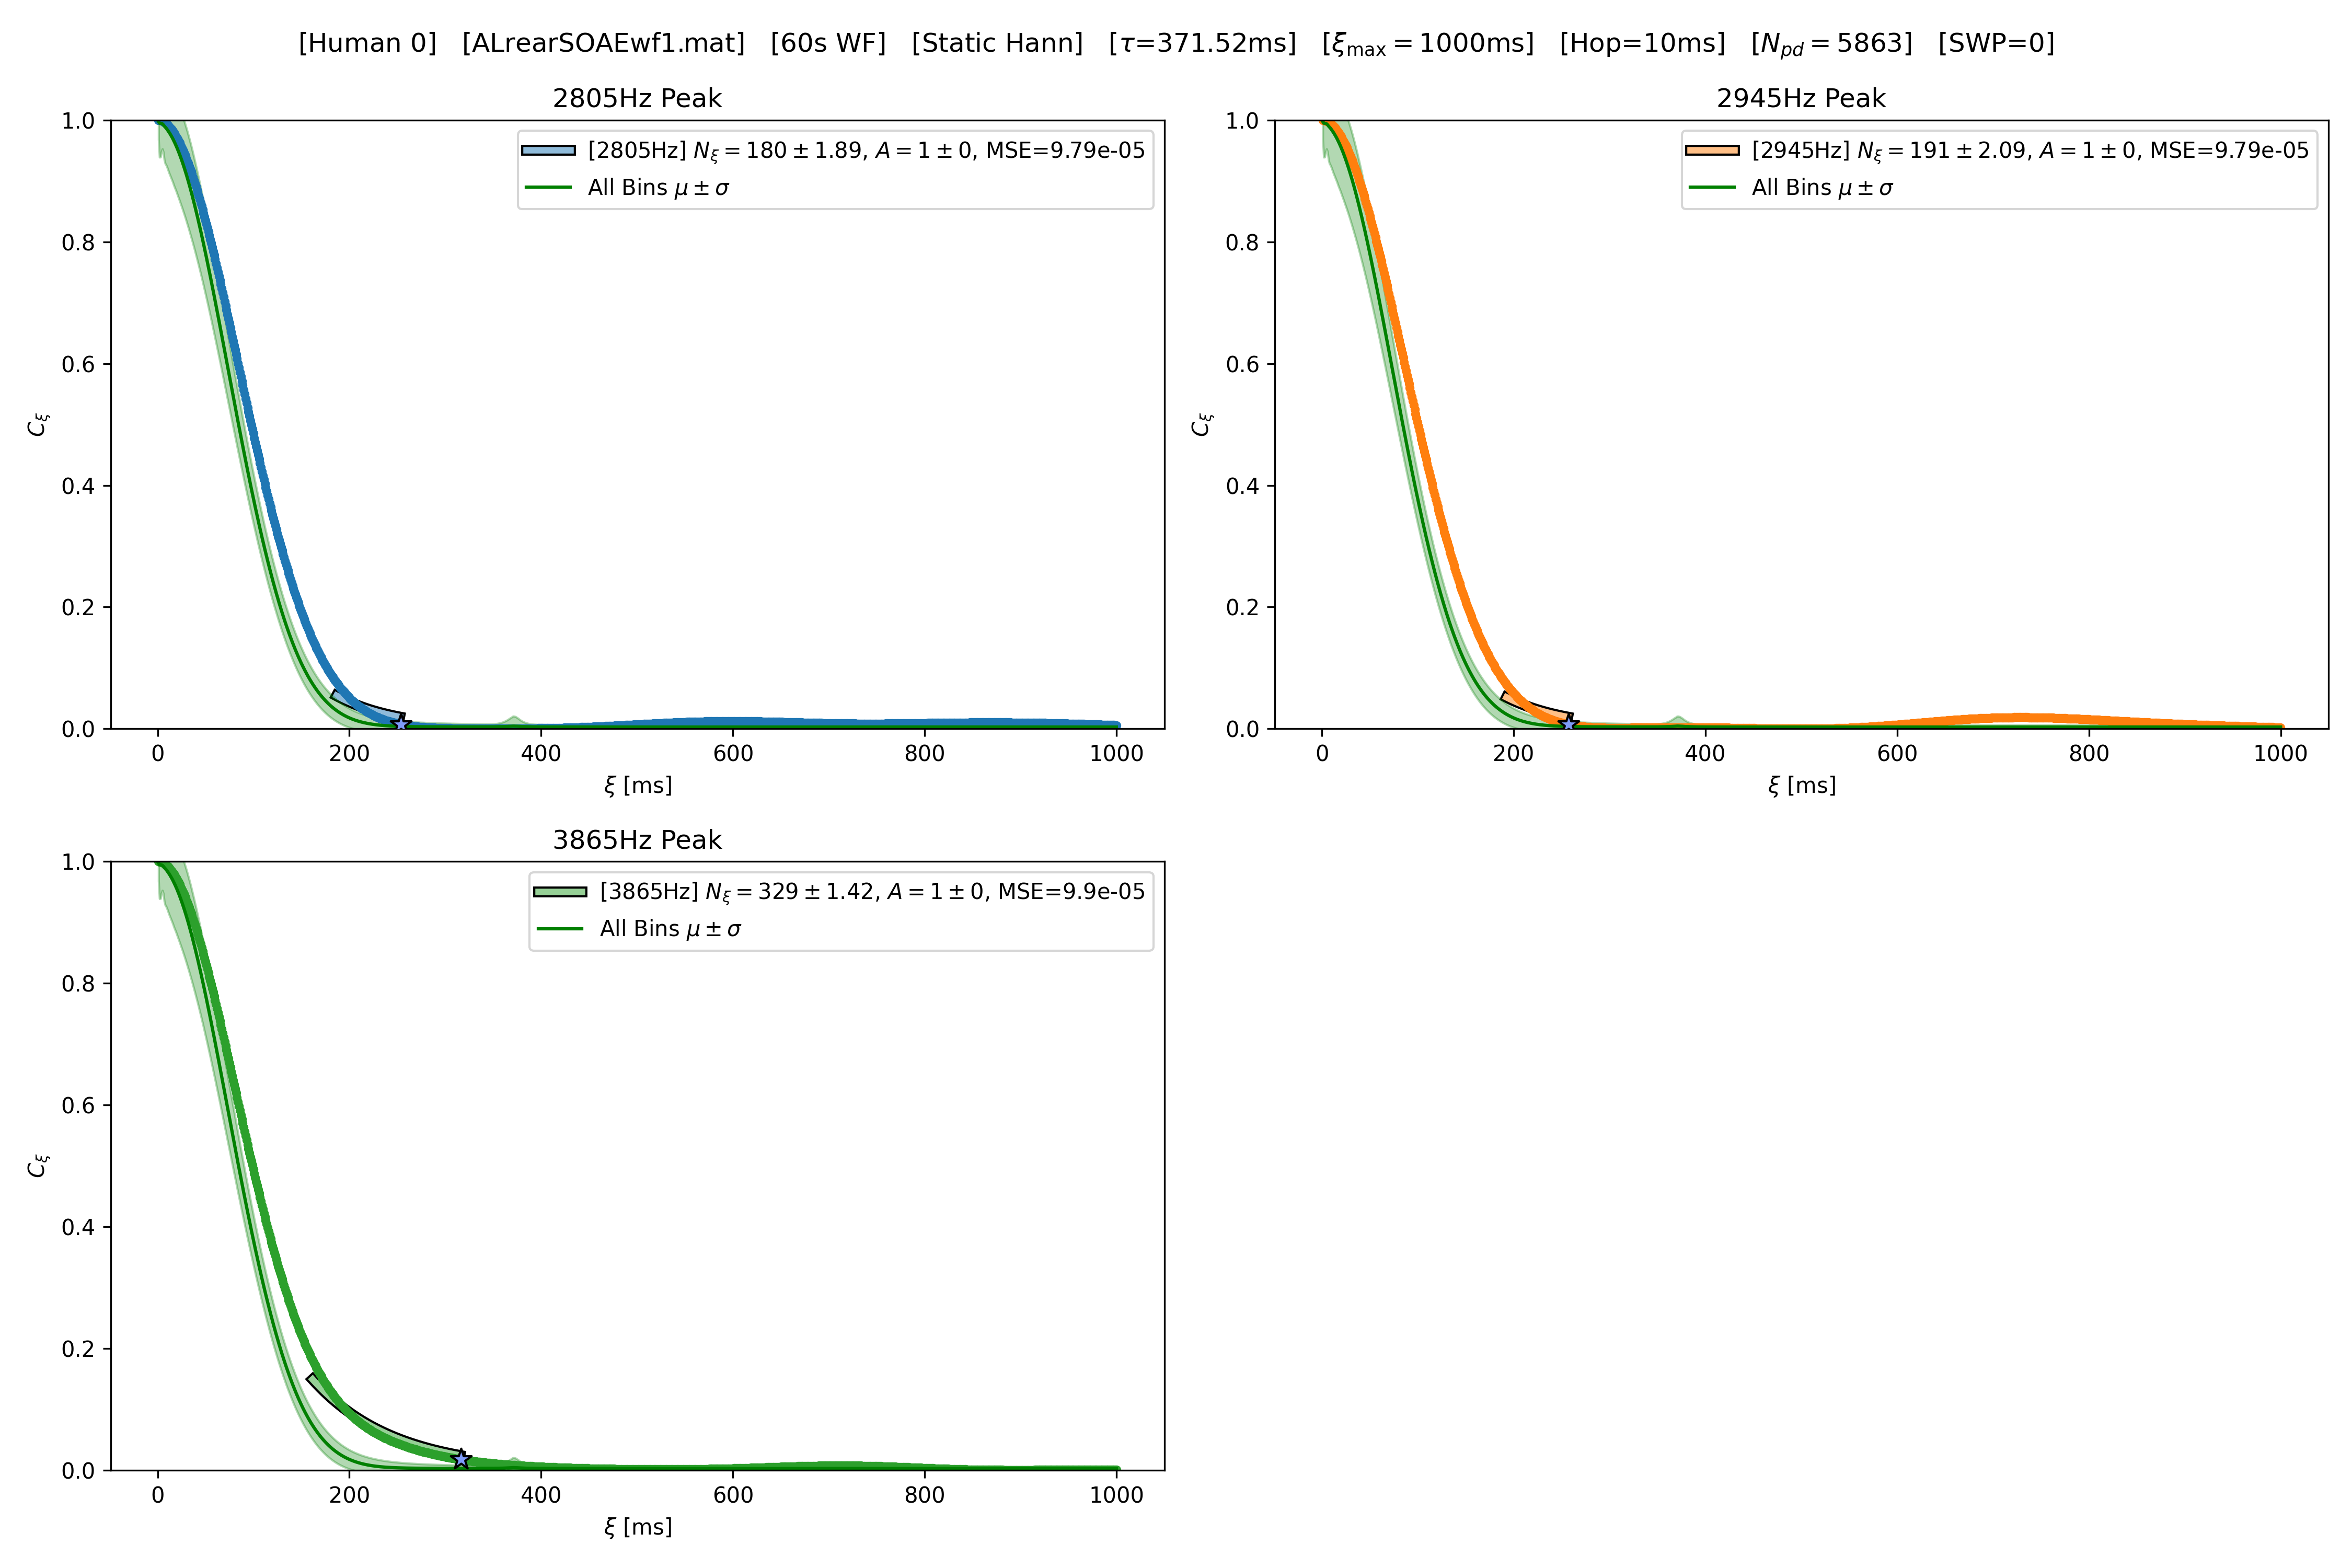 [Human 0] [ALrearSOAEwf1.mat] [60s WF] [Static Hann] [τ=371.52ms] [ξmax = 1000ms] [Hop=10ms] [Npd = 5863] [SWP=0]
2805Hz Peak
1.0
0.8
0.6
0.4
0.2
0.0
Cξ
[2805Hz] Nξ = 180 ± 1.89, A = 1 ± 0, MSE=9.79e-05
All Bins μ ± σ
0 200 400 600 800 1000
ξ [ms]
2945Hz Peak
1.0
0.8
0.6
0.4
0.2
0.0
Cξ
[2945Hz] Nξ = 191 ± 2.09, A = 1 ± 0, MSE=9.79e-05
All Bins μ ± σ
0 200 400 600 800 1000
ξ [ms]
3865Hz Peak
1.0
0.8
0.6
0.4
0.2
0.0
Cξ
[3865Hz] Nξ = 329 ± 1.42, A = 1 ± 0, MSE=9.9e-05
All Bins μ ± σ
0 200 400 600 800 1000
ξ [ms]